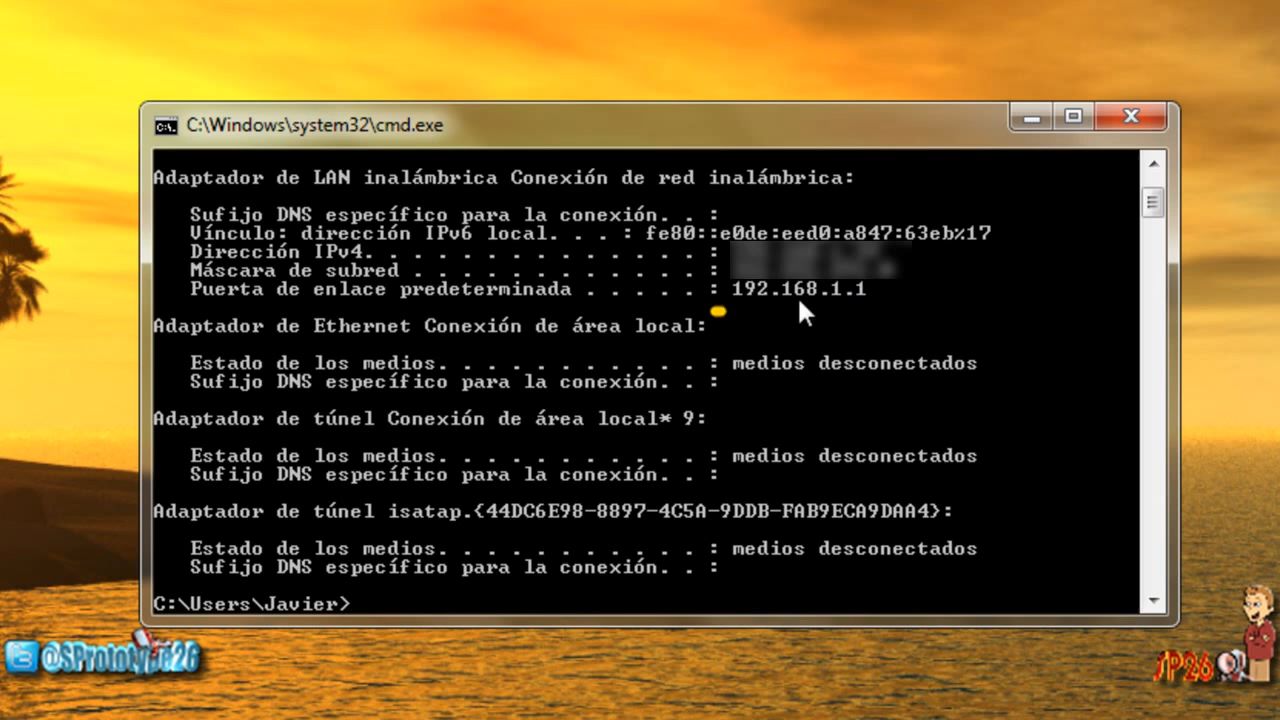 C:\Windows\system32\cmd.exe
Adaptador de LAN inalámbrica Conexión de red inalámbrica:
Sufijo DNS específico para la conexión. . :
Vínculo: dirección IPv6 local. . . : fe80::e0de:eed0:a847:63eb%17
Dirección IPv4. . . . . . . . . . . . . . :
Máscara de subred . . . . . . . . . . . . :
Puerta de enlace predeterminada . . . . . : 192.168.1.1
Adaptador de Ethernet Conexión de área local:
Estado de los medios. . . . . . . . . . . : medios desconectados
Sufijo DNS específico para la conexión. . :
Adaptador de túnel Conexión de área local* 9:
Estado de los medios. . . . . . . . . . . : medios desconectados
Sufijo DNS específico para la conexión. . :
Adaptador de túnel isatap.{44DC6E98-8897-4C5A-9DDB-FAB9ECA9DAA4}:
Estado de los medios. . . . . . . . . . . : medios desconectados
Sufijo DNS específico para la conexión. . :
C:\Users\Javier>
@SPrototype26
SP26